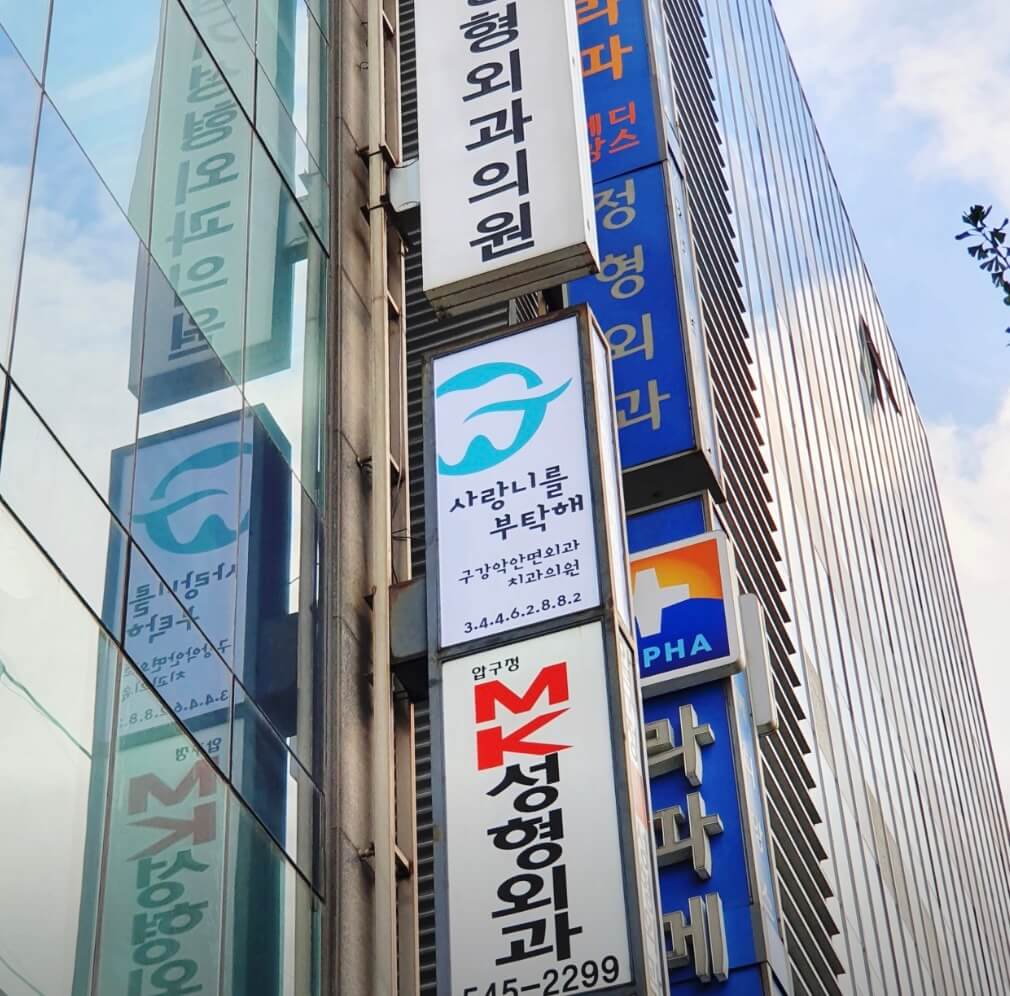 형외과의원
라파
메디
정형외과
사랑니를
부탁해
구강악안면외과
치과의원
3.4.4.6.2.8.8.2
PHA
압구정
MK
성형외과
545-2299
라파메